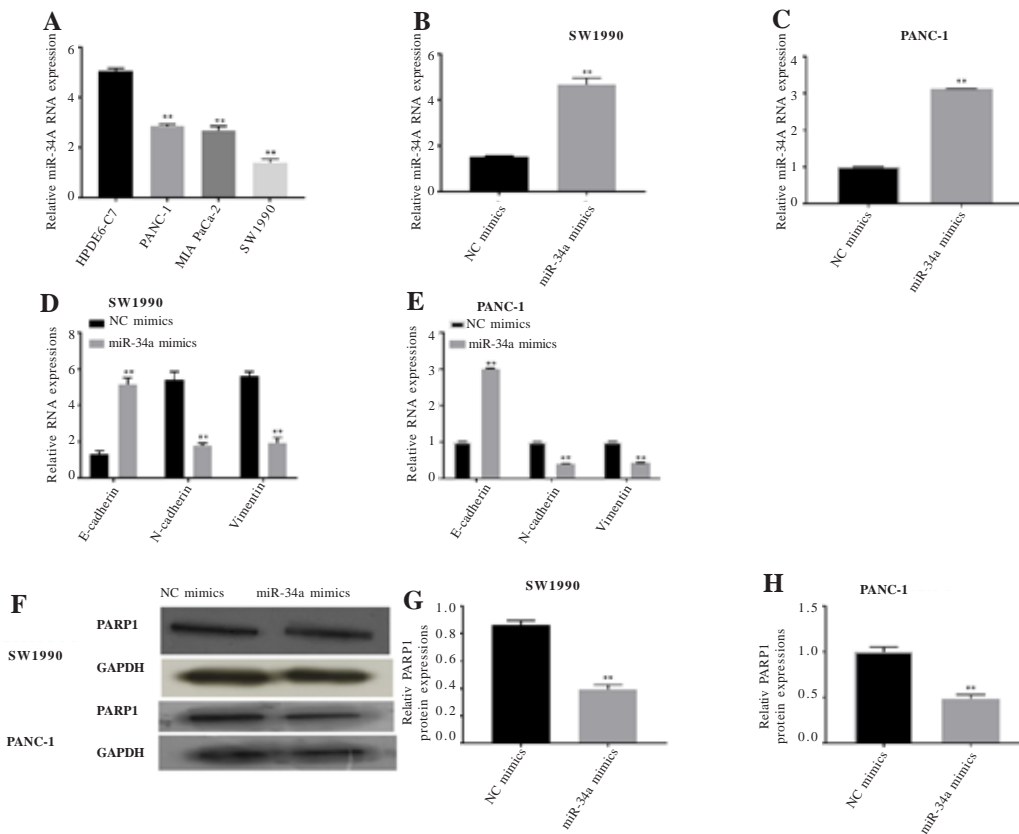 A
Relative miR-34A RNA expression
6
4
2
0
**
**
**
HPDE6-C7
PANC-1
MIA PaCa-2
SW1990
B
SW1990
Relative miR-34A RNA expression
6
4
2
0
**
NC mimics
miR-34a mimics
C
PANC-1
Relative miR-34A RNA expression
4
3
2
1
0
**
NC mimics
miR-34a mimics
D
SW1990
NC mimics
miR-34a mimics
Relative RNA expressions
8
6
4
2
0
**
**
**
E-cadherin
N-cadherin
Vimentin
E
PANC-1
NC mimics
miR-34a mimics
Relative RNA expressions
4
3
2
1
0
**
**
**
E-cadherin
N-cadherin
Vimentin
F
NC mimics miR-34a mimics
SW1990
PARP1
GAPDH
PANC-1
PARP1
GAPDH
G
SW1990
Relativ PARP1
protein expressions
1.0
0.8
0.6
0.4
0.2
0.0
**
NC mimics
miR-34a mimics
H
PANC-1
Relative PARP1
protein expressions
1.5
1.0
0.5
0.0
**
NC mimics
miR-34a mimics